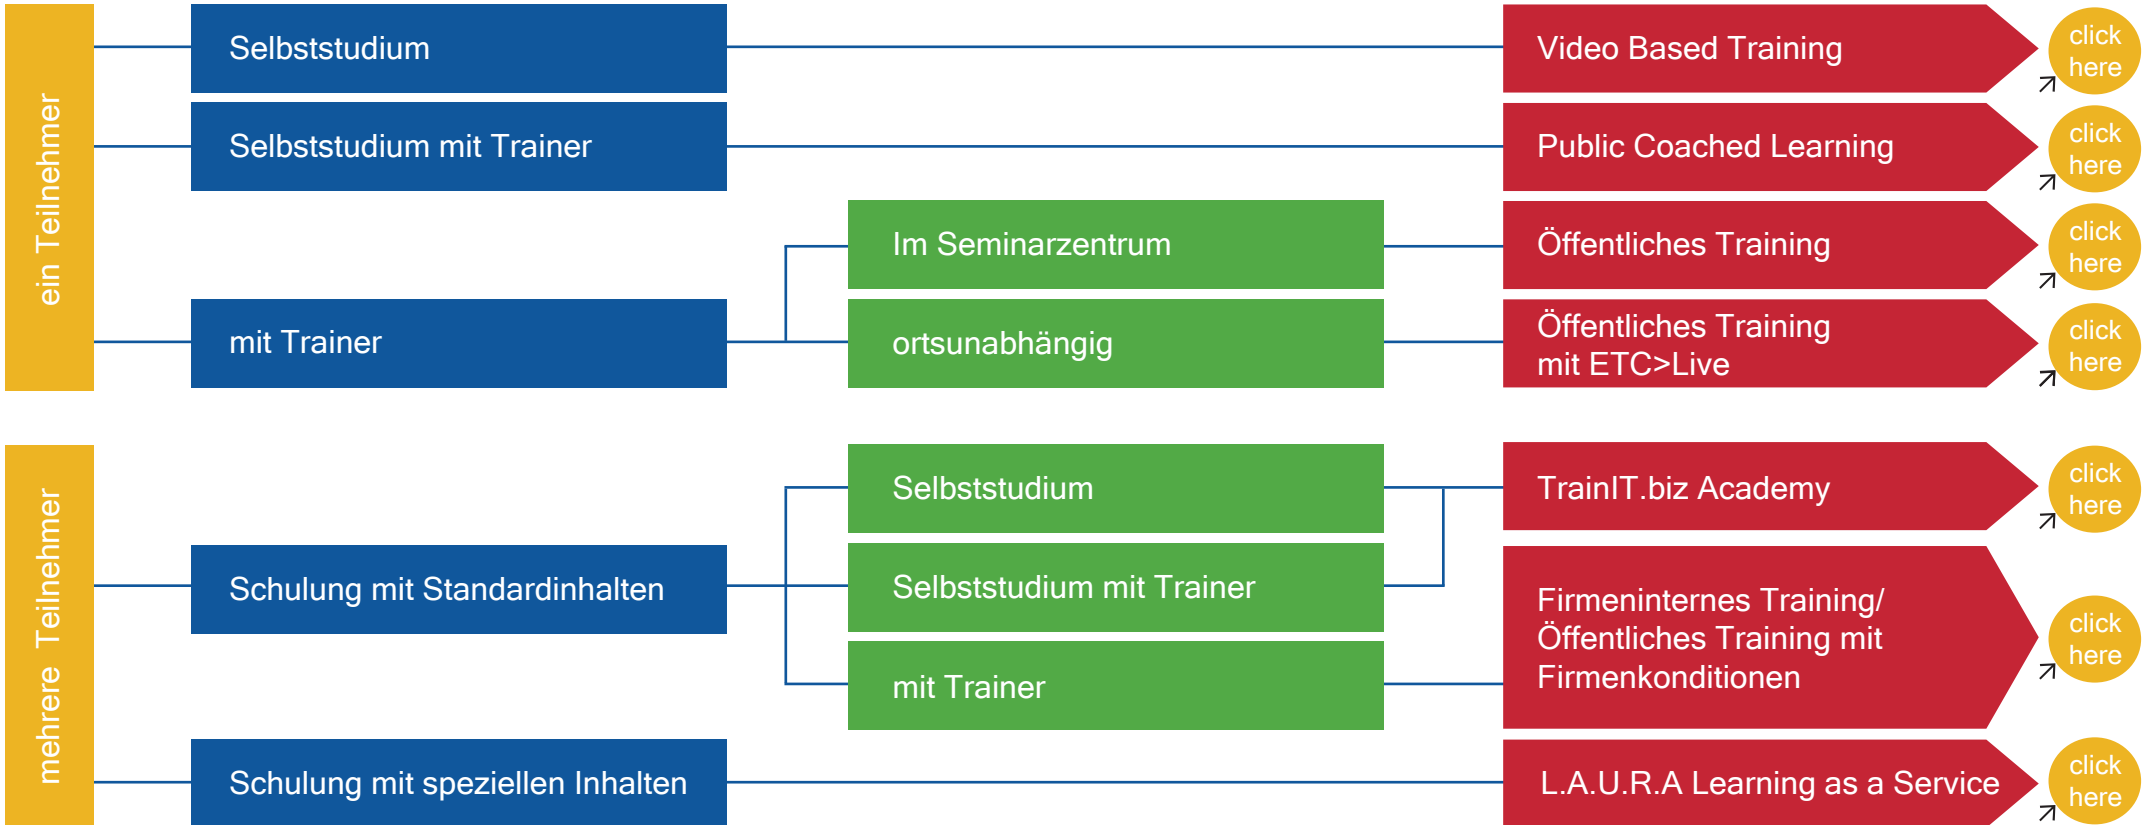 ein Teilnehmer
Selbststudium
Video Based Training
click
here
Selbststudium mit Trainer
Public Coached Learning
click
here
mit Trainer
Im Seminarzentrum
Öffentliches Training
click
here
ortsunabhängig
Öffentliches Training
mit ETC>Live
click
here
mehrere Teilnehmer
Schulung mit Standardinhalten
Selbststudium
TrainIT.biz Academy
click
here
Selbststudium mit Trainer
mit Trainer
Firmeninternes Training/
Öffentliches Training mit
Firmenkonditionen
click
here
Schulung mit speziellen Inhalten
L.A.U.R.A Learning as a Service
click
here